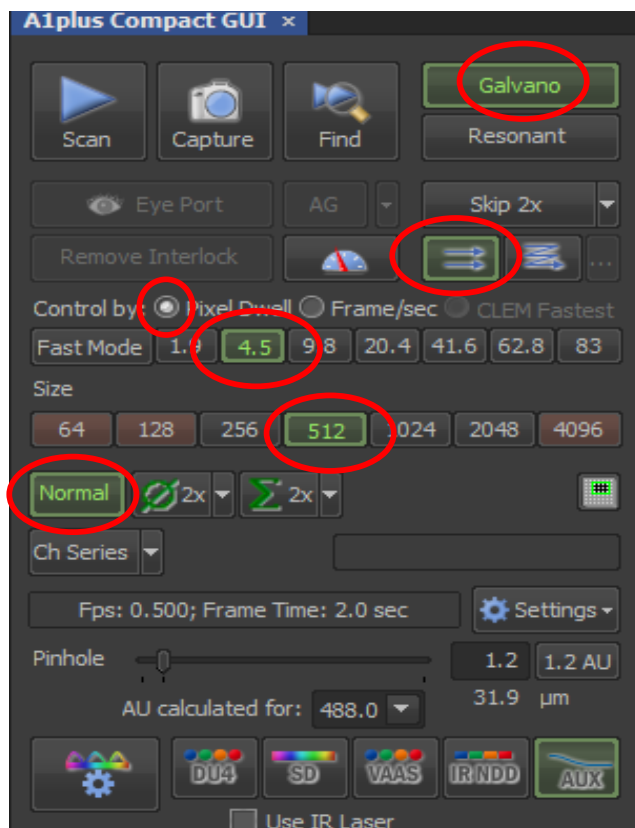 A1plus Compact GUI ×
Scan Capture Find Galvano
Resonant
Eye Port AG Skip 2x
Remove Interlock ...
Control by: Pixel Dwell Frame/sec CLEM Fastest
Fast Mode 1.9 4.5 9.8 20.4 41.6 62.8 83
Size
64 128 256 512 1024 2048 4096
Normal 2x Σ 2x
Ch Series
Fps: 0.500; Frame Time: 2.0 sec Settings
Pinhole 1.2 1.2 AU
AU calculated for: 488.0 31.9 µm
DU4 SD VAAS IR NDD AUX
Use IR Laser